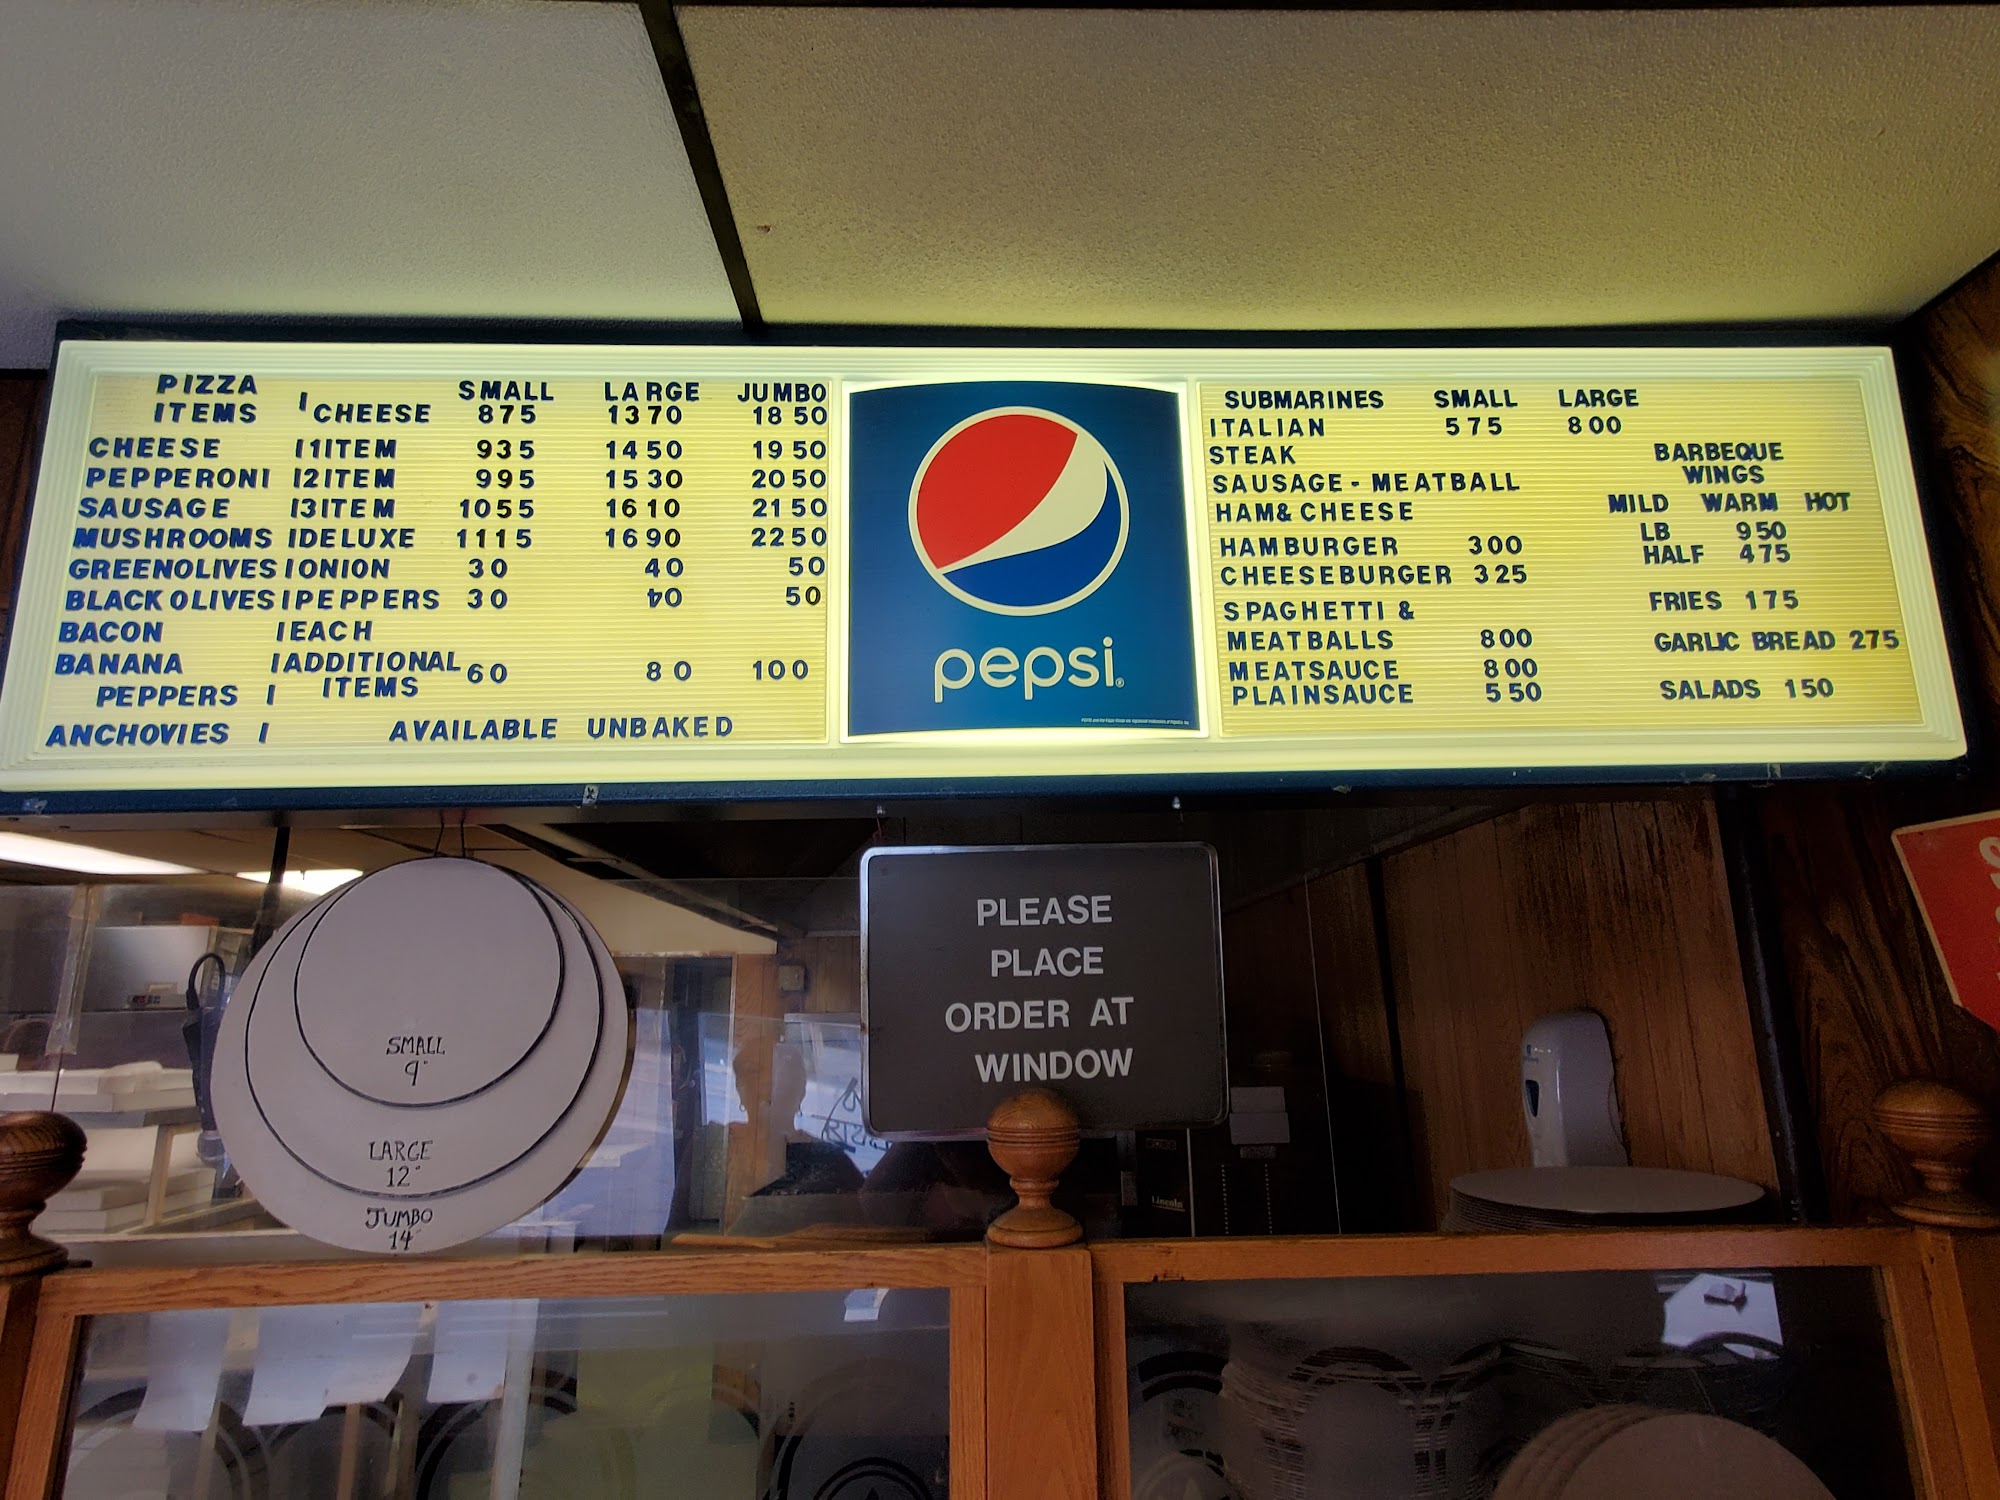 PIZZA SMALL LARGE JUMBO
ITEMS I CHEESE 875 1370 1850
CHEESE I 1 ITEM 935 1450 1950
PEPPERONI I 2 ITEM 995 1530 2050
SAUSAGE I 3 ITEM 1055 1610 2150
MUSHROOMS I DELUXE 1115 1690 2250
GREEN OLIVES I ONION 30 40 50
BLACK OLIVES I PEPPERS 30 40 50
BACON I EACH
BANANA I ADDITIONAL 60 80 100
PEPPERS I ITEMS
ANCHOVIES I AVAILABLE UNBAKED
pepsi®
SUBMARINES SMALL LARGE
ITALIAN 575 800
STEAK
SAUSAGE - MEATBALL
HAM & CHEESE
HAMBURGER 300
CHEESEBURGER 325
SPAGHETTI &
MEATBALLS 800
MEATSAUCE 800
PLAINSAUCE 550
BARBEQUE
WINGS
MILD WARM HOT
LB 950
HALF 475
FRIES 175
GARLIC BREAD 275
SALADS 150
SMALL
9"
LARGE
12"
JUMBO
14"
PLEASE
PLACE
ORDER AT
WINDOW
Lincoln